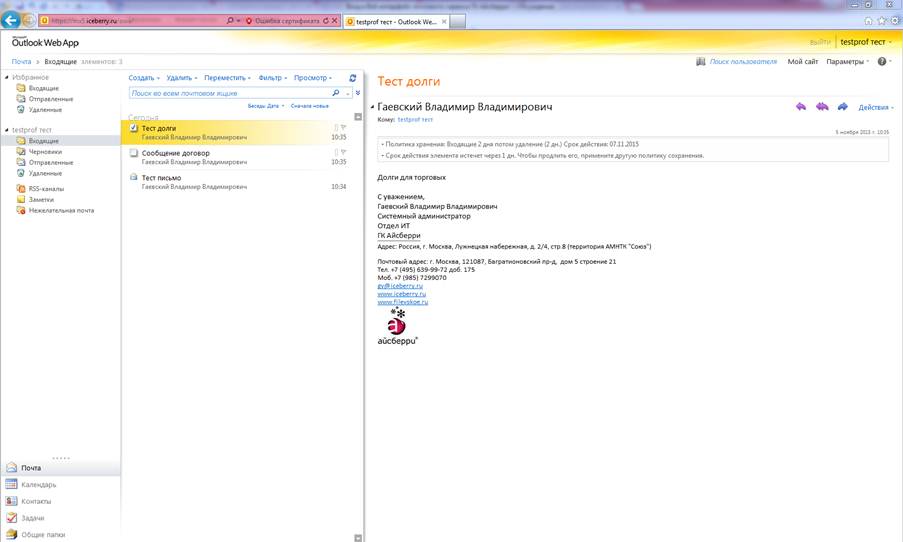 https://mx5.iceberry.ru/owa/
Ошибка сертификата
testprof тест - Outlook We...
Microsoft
Outlook Web App
выйти
testprof тест
Почта › Входящие элементов: 3
Поиск пользователя
Мой сайт
Параметры
Избранное
Входящие
Отправленные
Удаленные
testprof тест
Входящие
Черновики
Отправленные
Удаленные
RSS-каналы
Заметки
Нежелательная почта
Почта
Календарь
Контакты
Задачи
Общие папки
Создать
Удалить
Переместить
Фильтр
Просмотр
Поиск во всем почтовом ящике
Беседы Дата
Сначала новые
Сегодня
Тест долги
Гаевский Владимир Владимирович 10:35
Сообщение договор
Гаевский Владимир Владимирович 10:35
Тест письмо
Гаевский Владимир Владимирович 10:34
Тест долги
Гаевский Владимир Владимирович
Действия
Кому: testprof тест
5 ноября 2015 г. 10:35
• Политика хранения: Входящие 2 дня потом удаление (2 дн.) Срок действия: 07.11.2015
• Срок действия элемента истечет через 1 дн. Чтобы продлить его, примените другую политику сохранения.
Долги для торговых
С уважением,
Гаевский Владимир Владимирович
Системный администратор
Отдел ИТ
ГК Айсберри
Адрес: Россия, г. Москва, Лужнецкая набережная, д. 2/4, стр.8 (территория АМНТК "Союз")
Почтовый адрес: г. Москва, 121087, Багратионовский пр-д, дом 5 строение 21
Тел. +7 (495) 639-99-72 доб. 175
Моб. +7 (985) 7299070
gv@iceberry.ru
www.iceberry.ru
www.filevskoe.ru
айсберри®